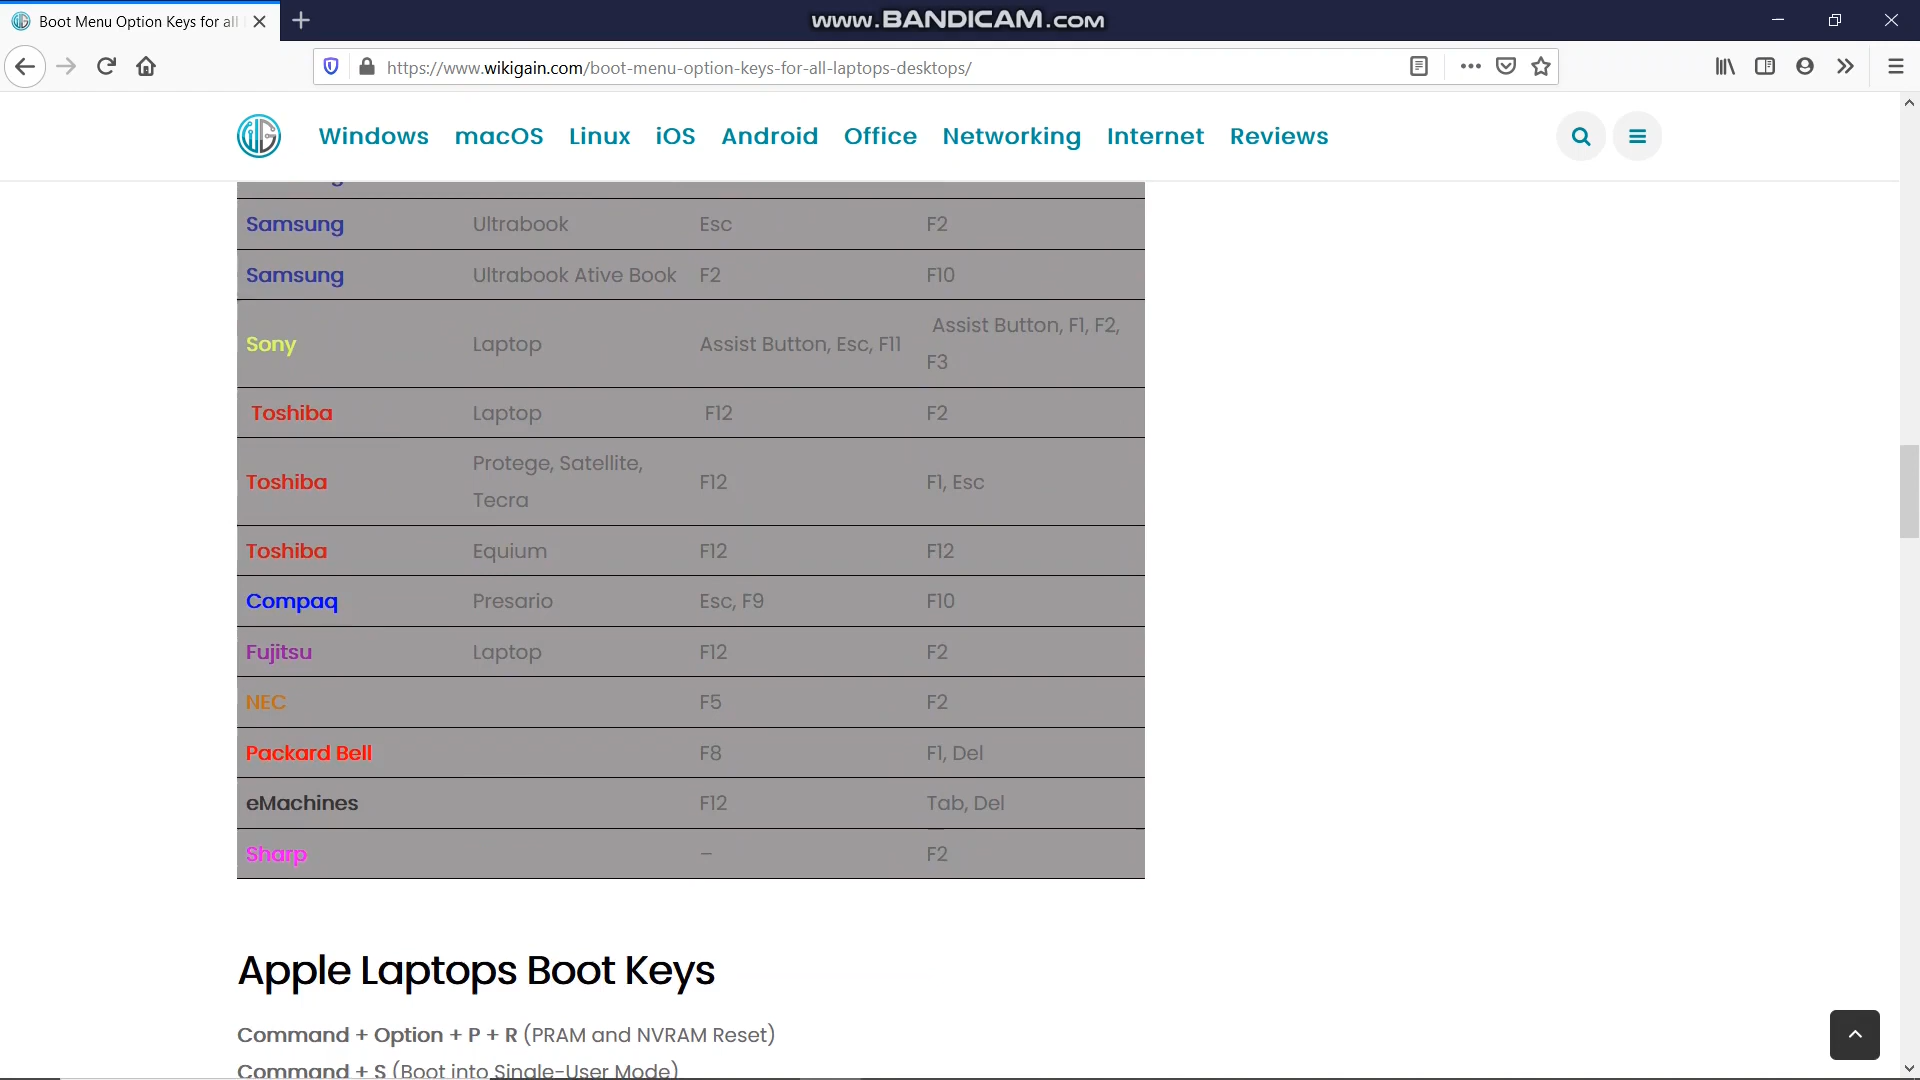 Boot Menu Option Keys for all
www.BANDICAM.com
https://www.wikigain.com/boot-menu-option-keys-for-all-laptops-desktops/
Windows macOS Linux iOS Android Office Networking Internet Reviews
Samsung Ultrabook Esc F2
Samsung Ultrabook Ative Book F2 F10
Sony Laptop Assist Button, Esc, F11 Assist Button, F1, F2,
F3
Toshiba Laptop F12 F2
Toshiba Protege, Satellite, F12 F1, Esc
Tecra
Toshiba Equium F12 F12
Compaq Presario Esc, F9 F10
Fujitsu Laptop F12 F2
NEC F5 F2
Packard Bell F8 F1, Del
eMachines F12 Tab, Del
Sharp – F2
Apple Laptops Boot Keys
Command + Option + P + R (PRAM and NVRAM Reset)
Command + S (Boot into Single-User Mode)